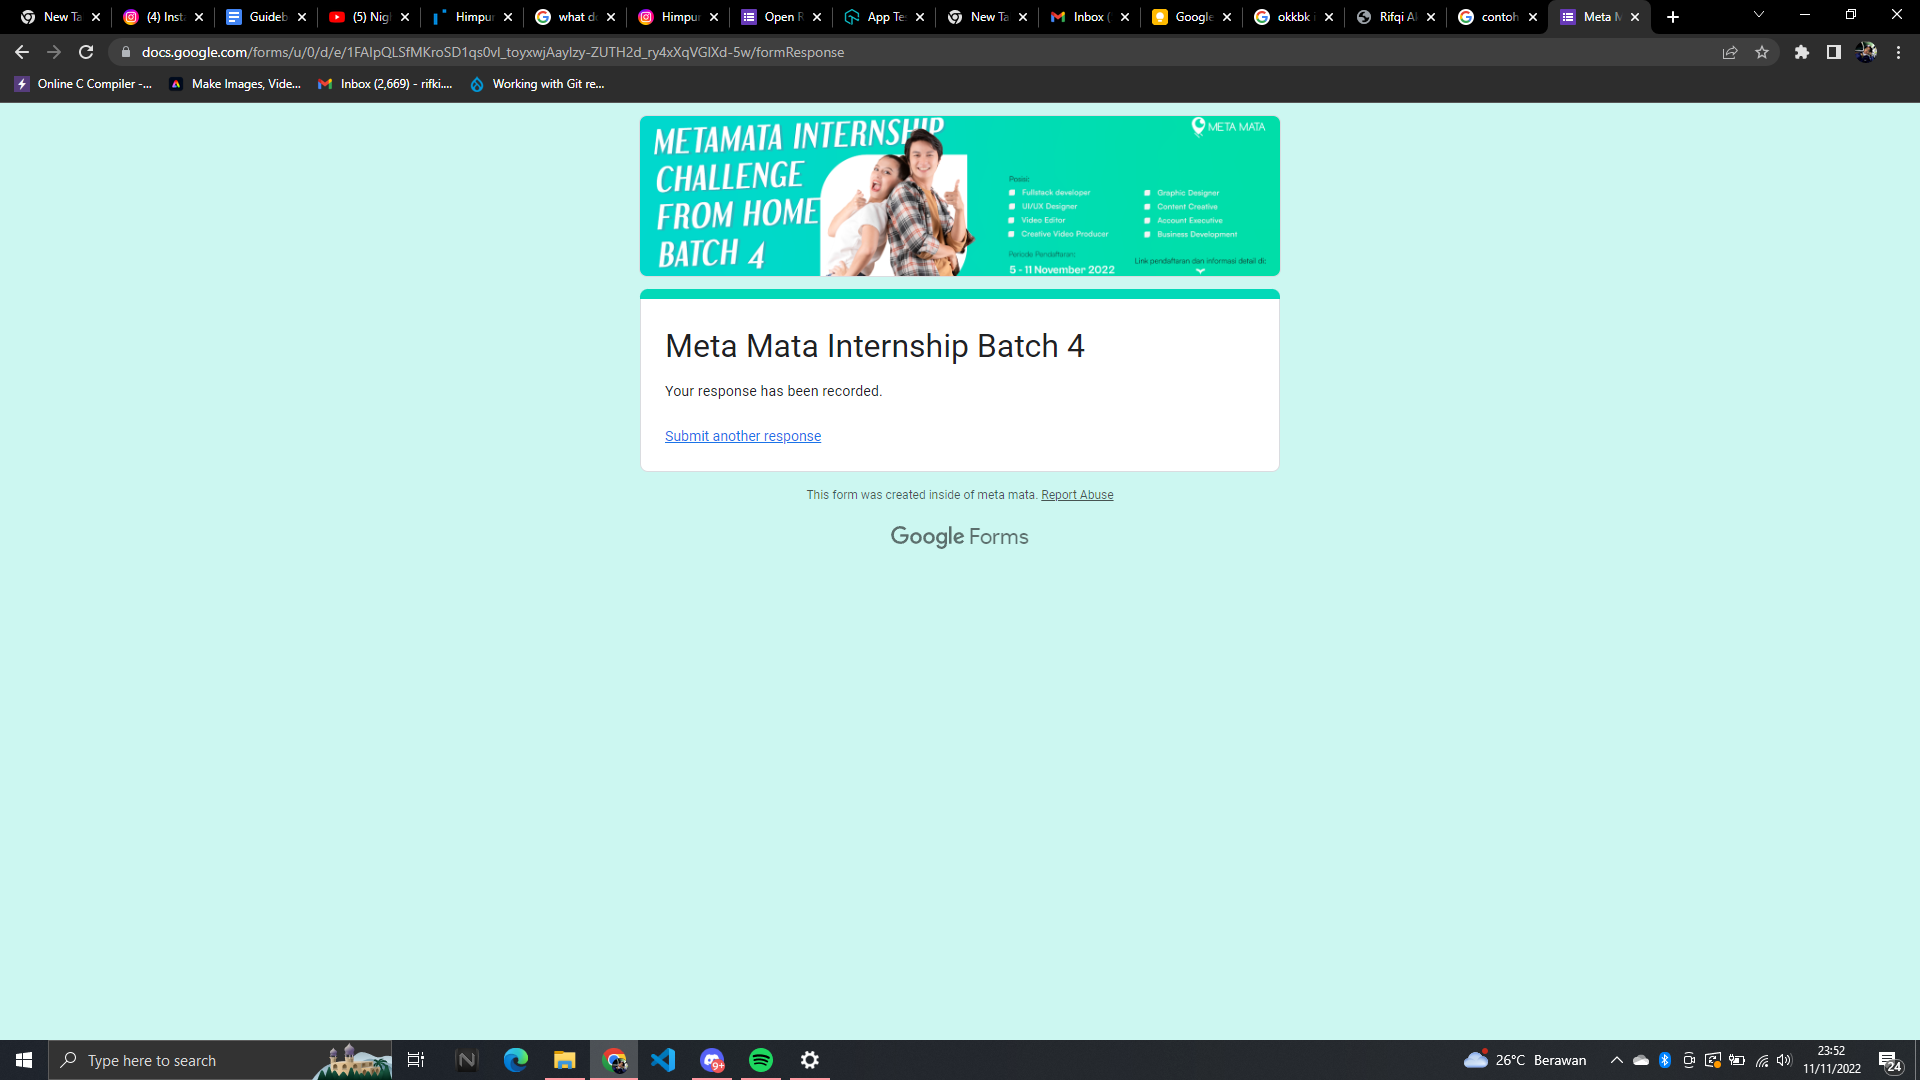 New Ta
(4) Inst
Guideb
(5) Nig
Himpu
what d
Himpu
Open R
App Te
New Ta
Inbox (
Google
okkbk i
Rifqi A
contoh
Meta M
docs.google.com/forms/u/0/d/e/1FAIpQLSfMKroSD1qs0vl_toyxwjAaylzy-ZUTH2d_ry4xXqVGlXd-5w/formResponse
Online C Compiler -...
Make Images, Vide...
Inbox (2,669) - rifki....
Working with Git re...
METAMATA INTERNSHIP
CHALLENGE
FROM HOME
BATCH 4
META MATA
Posisi:
Fullstack developer
UI/UX Designer
Video Editor
Creative Video Producer
Graphic Designer
Content Creative
Account Executive
Business Development
Periode Pendaftaran:
5 - 11 November 2022
Link pendaftaran dan informasi detail di:
Meta Mata Internship Batch 4
Your response has been recorded.
Submit another response
This form was created inside of meta mata. Report Abuse
Google Forms
Type here to search
9+
26°C Berawan
23:52
11/11/2022
24